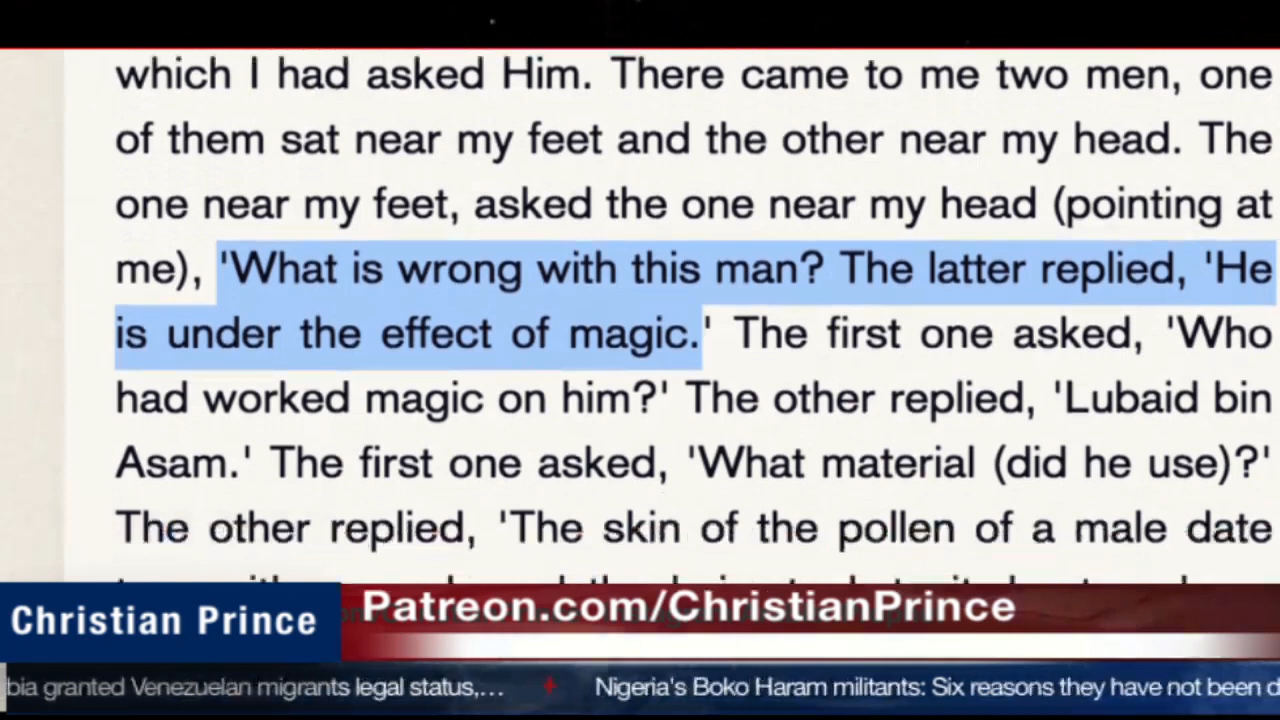 which I had asked Him. There came to me two men, one
of them sat near my feet and the other near my head. The
one near my feet, asked the one near my head (pointing at
me), 'What is wrong with this man? The latter replied, 'He
is under the effect of magic.' The first one asked, 'Who
had worked magic on him?' The other replied, 'Lubaid bin
Asam.' The first one asked, 'What material (did he use)?'
The other replied, 'The skin of the pollen of a male date
Christian Prince
Patreon.com/ChristianPrince
bia granted Venezuelan migrants legal status,... Nigeria's Boko Haram militants: Six reasons they have not been d